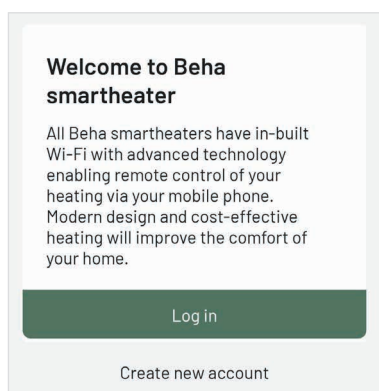 Welcome to Beha
smartheater
All Beha smartheaters have in-built
Wi-Fi with advanced technology
enabling remote control of your
heating via your mobile phone.
Modern design and cost-effective
heating will improve the comfort of
your home.
Log in
Create new account